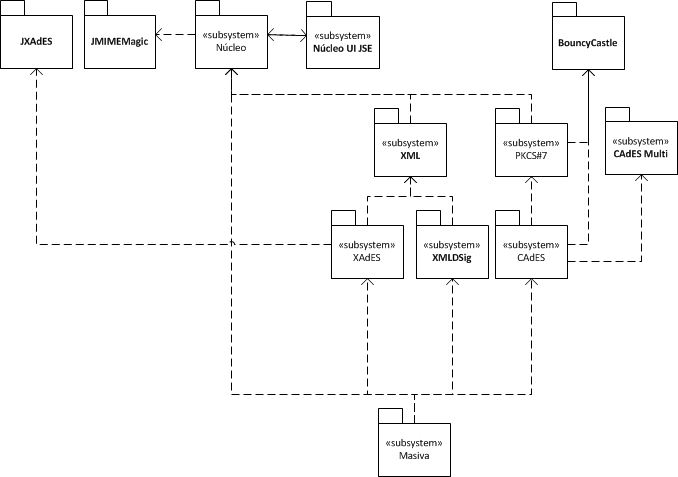 JXAdES
JMIMEMagic
«subsystem»
Núcleo
«subsystem»
Núcleo UI JSE
BouncyCastle
«subsystem»
XML
«subsystem»
PKCS#7
«subsystem»
CAdES Multi
«subsystem»
XAdES
«subsystem»
XMLDSig
«subsystem»
CAdES
«subsystem»
Masiva